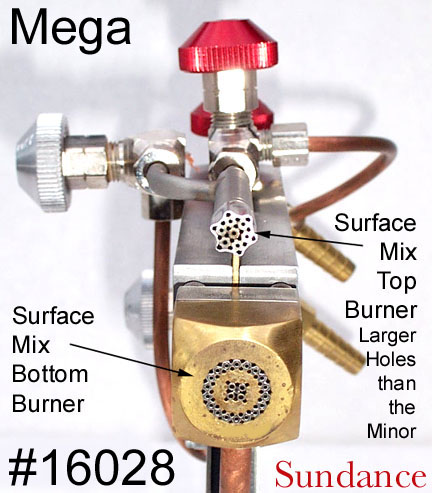 Mega
Surface
Mix
Top
Burner
Larger
Holes
than
the
Minor
Surface
Mix
Bottom
Burner
#16028
Sundance